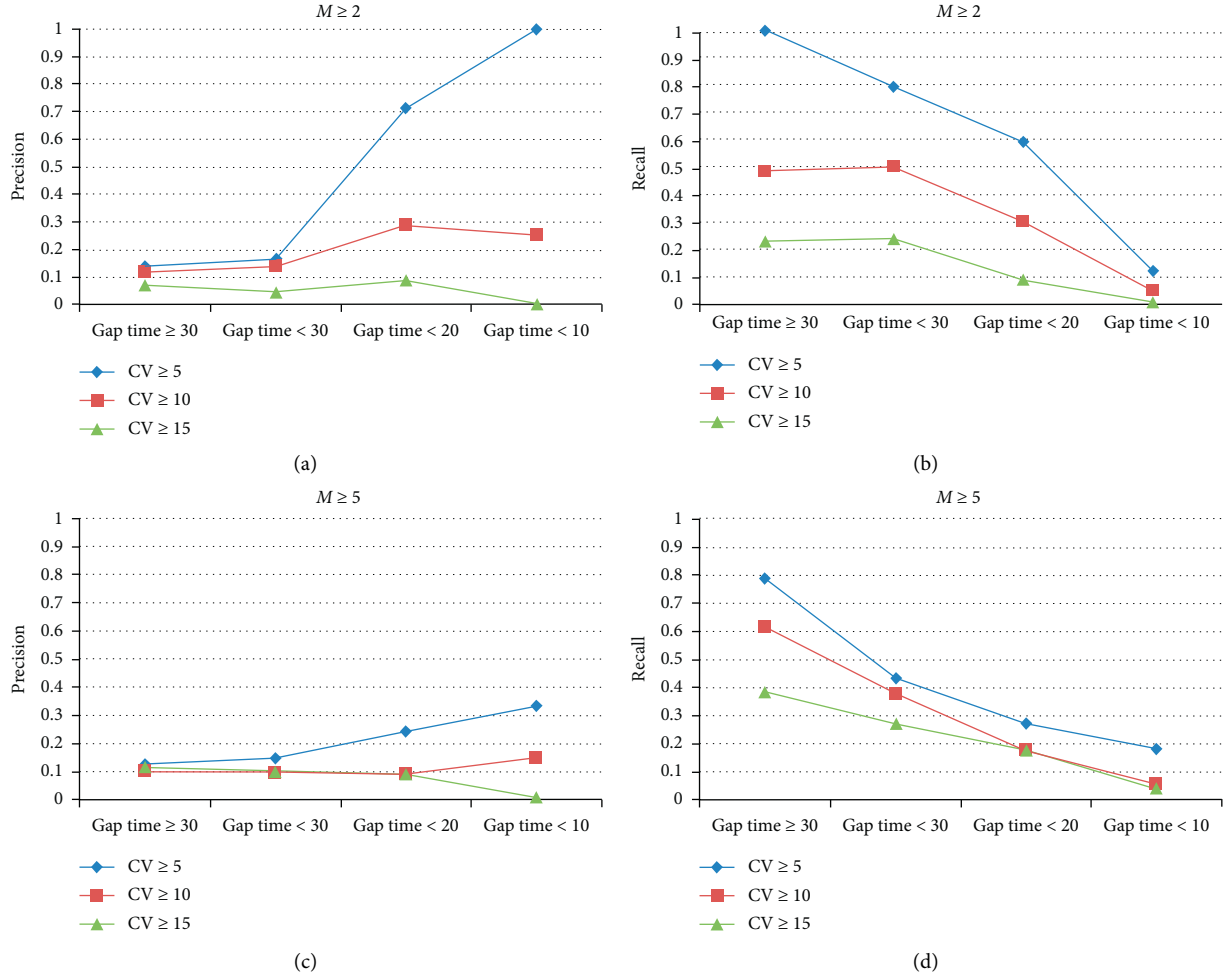 M ≥ 2
1
0.9
0.8
0.7
0.6
0.5
0.4
0.3
0.2
0.1
0
Precision
Gap time ≥ 30 Gap time < 30 Gap time < 20 Gap time < 10
CV ≥ 5
CV ≥ 10
CV ≥ 15
(a)
M ≥ 2
1
0.9
0.8
0.7
0.6
0.5
0.4
0.3
0.2
0.1
0
Recall
Gap time ≥ 30 Gap time < 30 Gap time < 20 Gap time < 10
CV ≥ 5
CV ≥ 10
CV ≥ 15
(b)
M ≥ 5
1
0.9
0.8
0.7
0.6
0.5
0.4
0.3
0.2
0.1
0
Precision
Gap time ≥ 30 Gap time < 30 Gap time < 20 Gap time < 10
CV ≥ 5
CV ≥ 10
CV ≥ 15
(c)
M ≥ 5
1
0.9
0.8
0.7
0.6
0.5
0.4
0.3
0.2
0.1
0
Recall
Gap time ≥ 30 Gap time < 30 Gap time < 20 Gap time < 10
CV ≥ 5
CV ≥ 10
CV ≥ 15
(d)